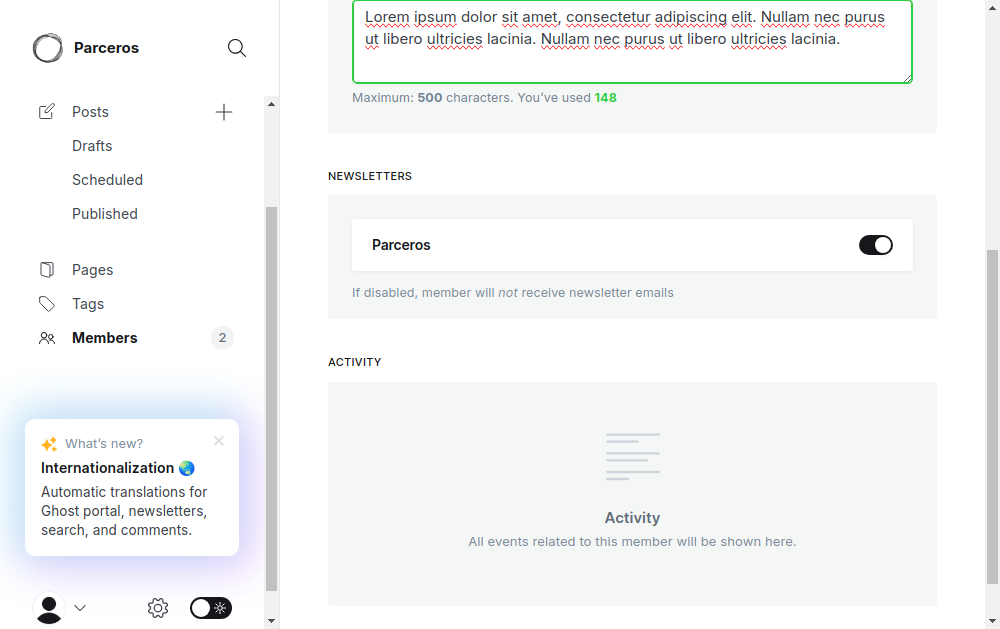 Parceros
Posts
Drafts
Scheduled
Published
Pages
Tags
Members 2
What's new?
Internationalization
Automatic translations for
Ghost portal, newsletters,
search, and comments.
Lorem ipsum dolor sit amet, consectetur adipiscing elit. Nullam nec purus
ut libero ultricies lacinia. Nullam nec purus ut libero ultricies lacinia.
Maximum: 500 characters. You've used 148
NEWSLETTERS
Parceros
If disabled, member will not receive newsletter emails
ACTIVITY
Activity
All events related to this member will be shown here.